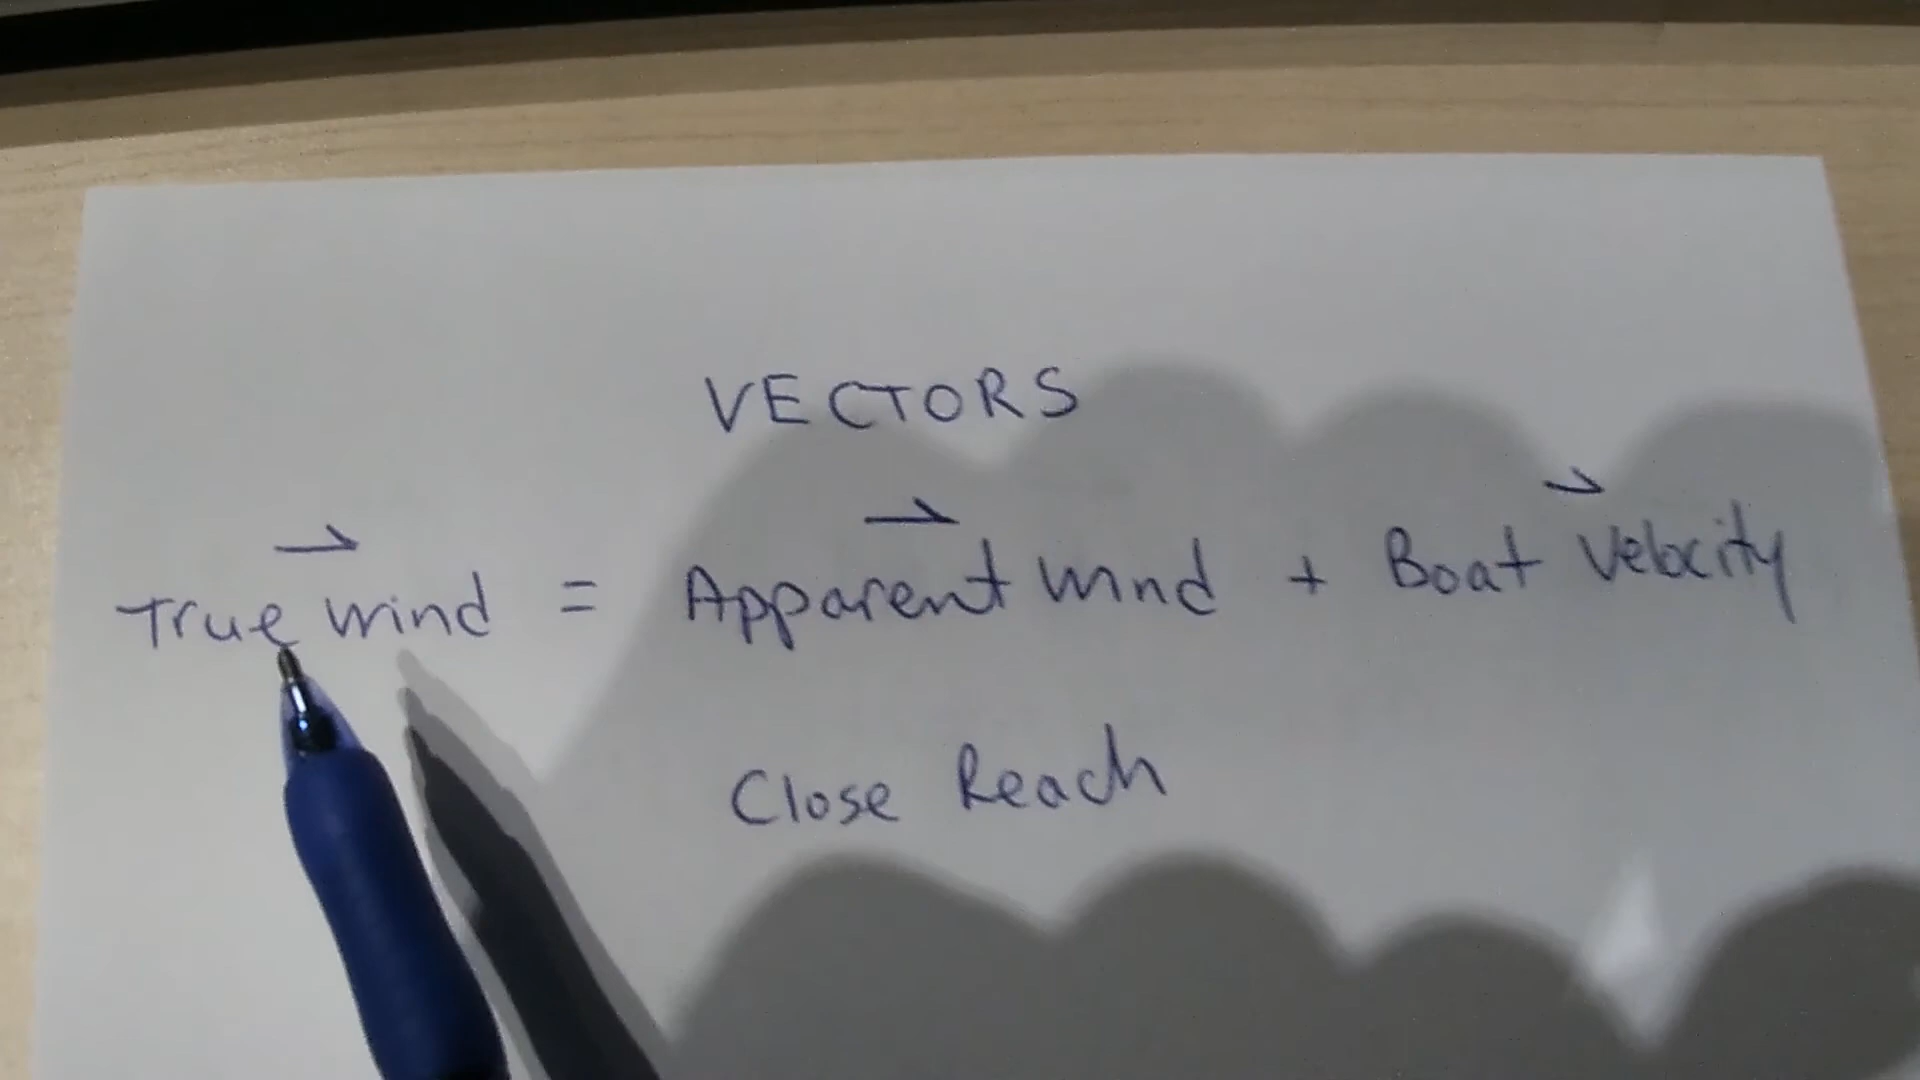 VECTORS
True wind = Apparent wind + Boat Velocity
Close Reach